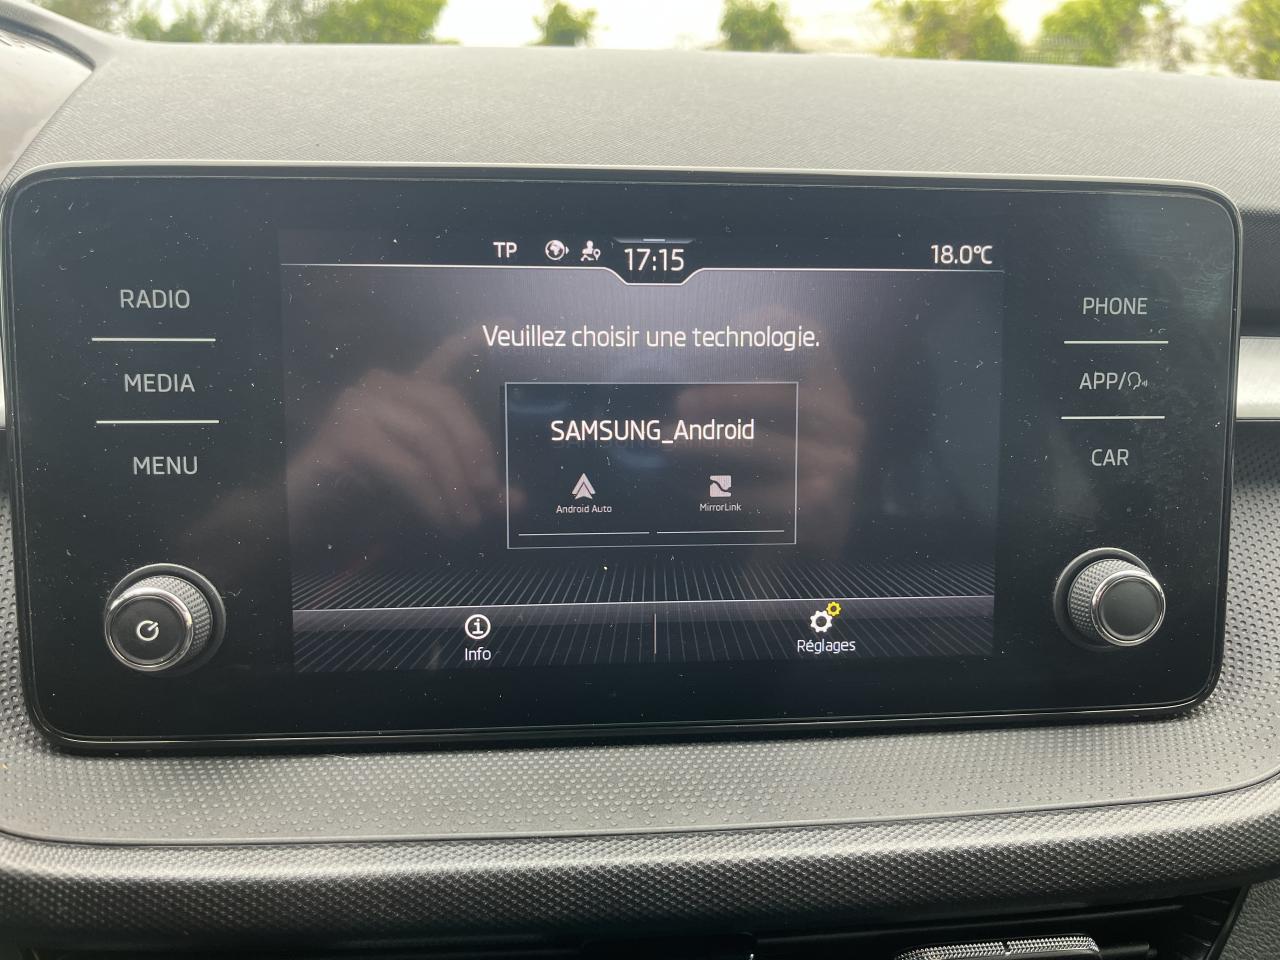 TP
17:15
18.0°C
RADIO
MEDIA
MENU
Veuillez choisir une technologie.
SAMSUNG_Android
Android Auto
MirrorLink
Info
Réglages
PHONE
APP/
CAR